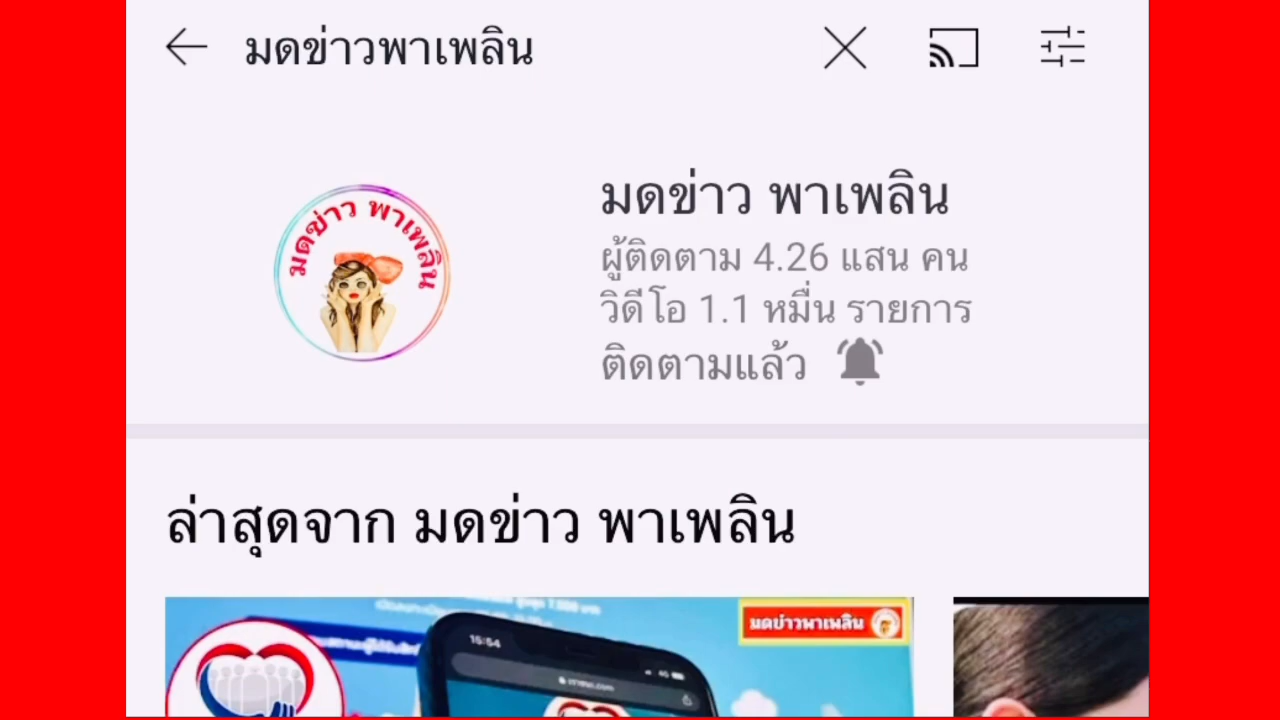 มดข่าวพาเพลิน
มดข่าว พาเพลิน
มดข่าว พาเพลิน
ผู้ติดตาม 4.26 แสน คน
วิดีโอ 1.1 หมื่น รายการ
ติดตามแล้ว
ล่าสุดจาก มดข่าว พาเพลิน
มดข่าวพาเพลิน
15:54
4G